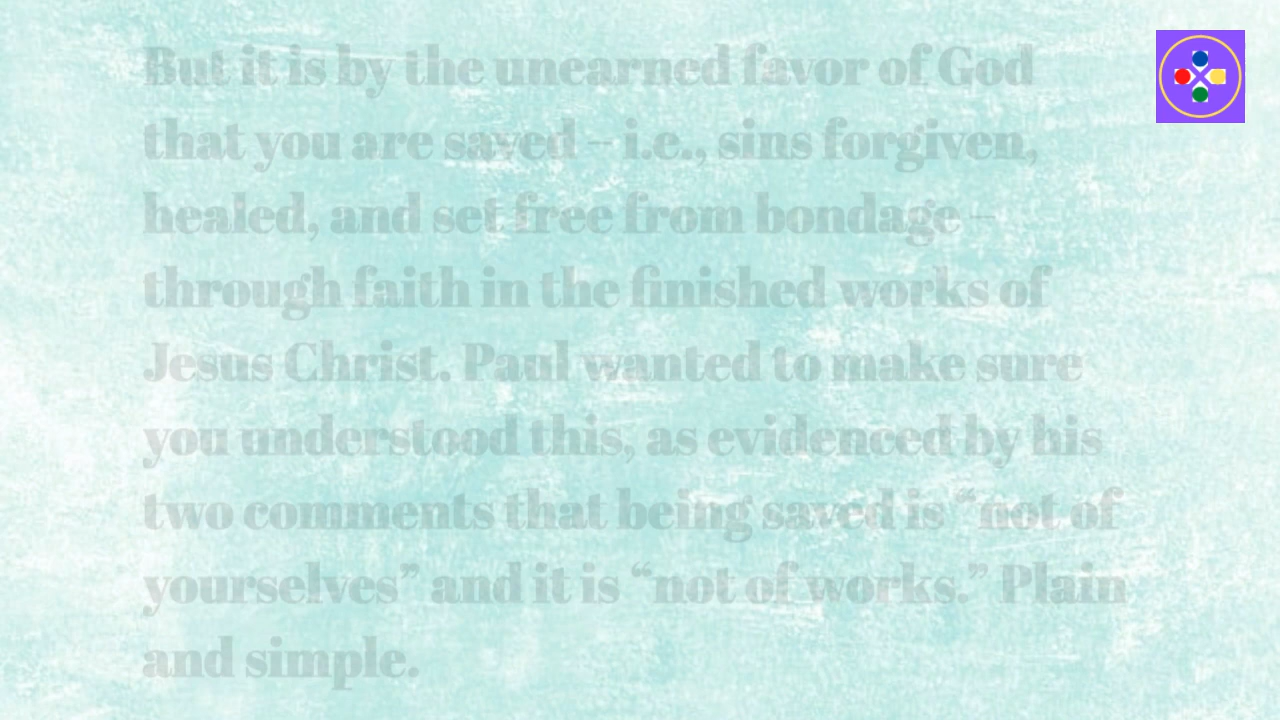 But it is by the unearned favor of God
that you are saved – i.e., sins forgiven,
healed, and set free from bondage –
through faith in the finished works of
Jesus Christ. Paul wanted to make sure
you understood this, as evidenced by his
two comments that being saved is “not of
yourselves” and it is “not of works.” Plain
and simple.